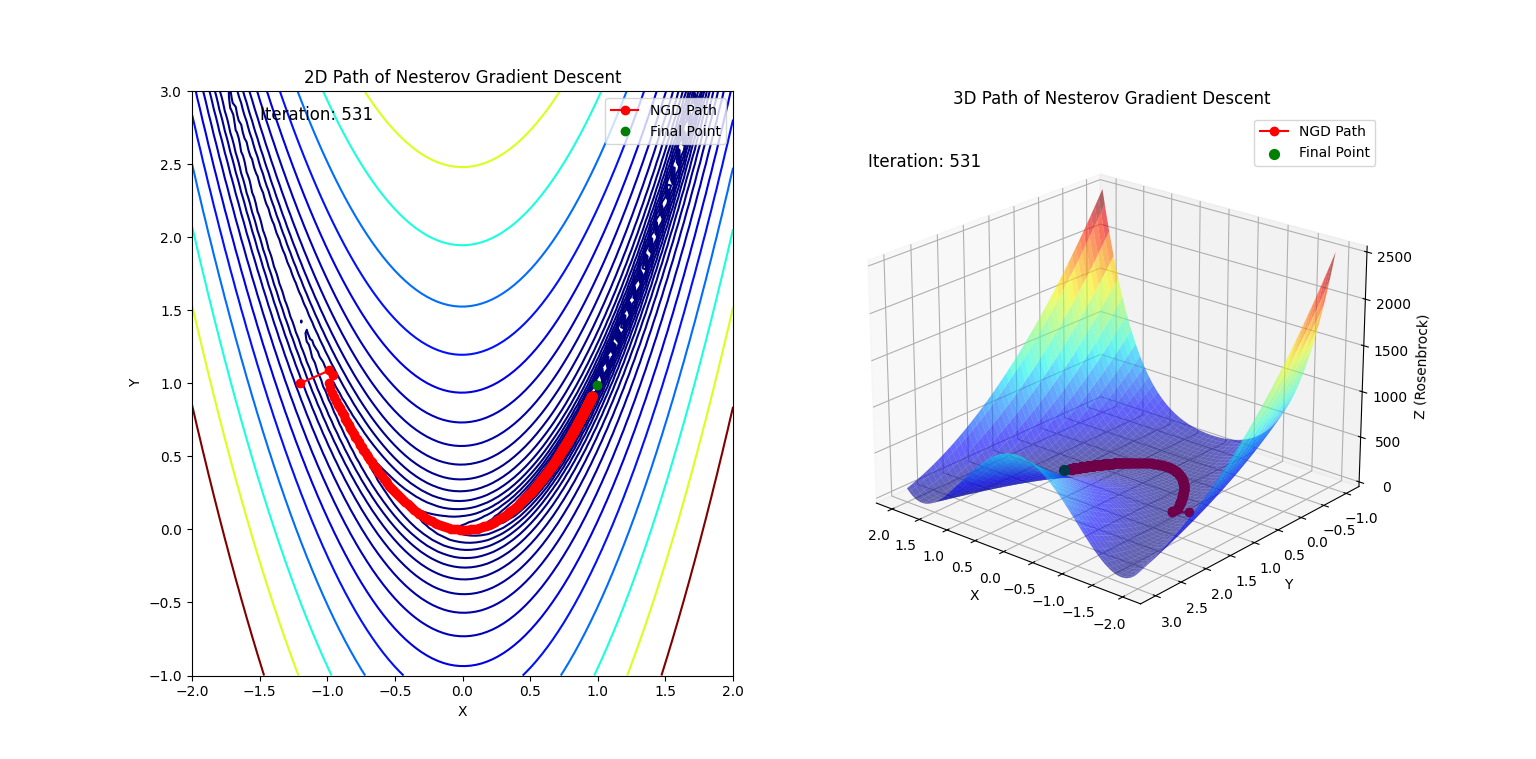 2D Path of Nesterov Gradient Descent
Iteration: 531
NGD Path
Final Point
3.0
2.5
2.0
1.5
1.0
0.5
0.0
−0.5
−1.0
Y
−2.0 −1.5 −1.0 −0.5 0.0 0.5 1.0 1.5 2.0
X
3D Path of Nesterov Gradient Descent
NGD Path
Final Point
Iteration: 531
2500
2000
1500
1000
500
0
Z (Rosenbrock)
2.0 1.5 1.0 0.5 0.0 −0.5 −1.0 −1.5 −2.0
X
3.0 2.5 2.0 1.5 1.0 0.5 0.0 −0.5 −1.0
Y